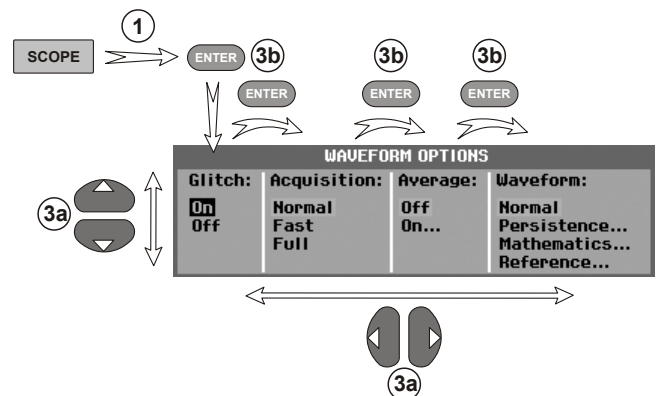 1
SCOPE
ENTER
3b
3b
3b
ENTER
ENTER
ENTER
WAVEFORM OPTIONS
Glitch: Acquisition: Average: Waveform:
On Normal Off Normal
Off Fast On... Persistence...
Full Mathematics...
Reference...
3a
3a